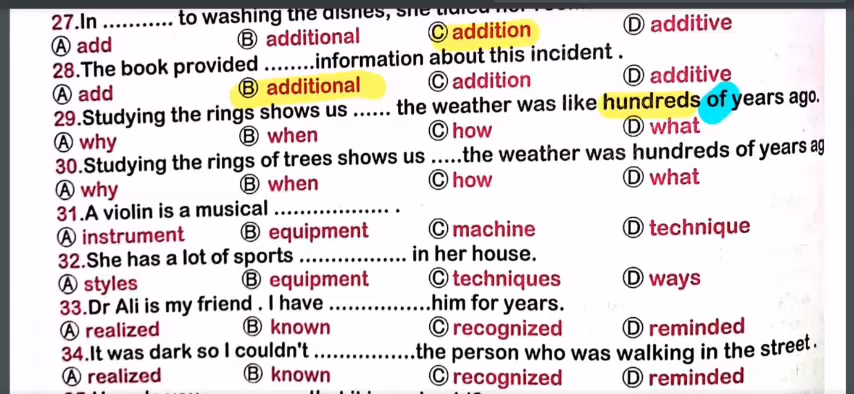 27.In ........... to washing the dishes, she
Ⓐ add Ⓑ additional Ⓒ addition Ⓓ additive
28.The book provided ........information about this incident .
Ⓐ add Ⓑ additional Ⓒ addition Ⓓ additive
29.Studying the rings shows us ...... the weather was like hundreds of years ago.
Ⓐ why Ⓑ when Ⓒ how Ⓓ what
30.Studying the rings of trees shows us .....the weather was hundreds of years ag
Ⓐ why Ⓑ when Ⓒ how Ⓓ what
31.A violin is a musical ................... .
Ⓐ instrument Ⓑ equipment Ⓒ machine Ⓓ technique
32.She has a lot of sports .................. in her house.
Ⓐ styles Ⓑ equipment Ⓒ techniques Ⓓ ways
33.Dr Ali is my friend . I have .................him for years.
Ⓐ realized Ⓑ known Ⓒ recognized Ⓓ reminded
34.It was dark so I couldn't .................the person who was walking in the street.
Ⓐ realized Ⓑ known Ⓒ recognized Ⓓ reminded